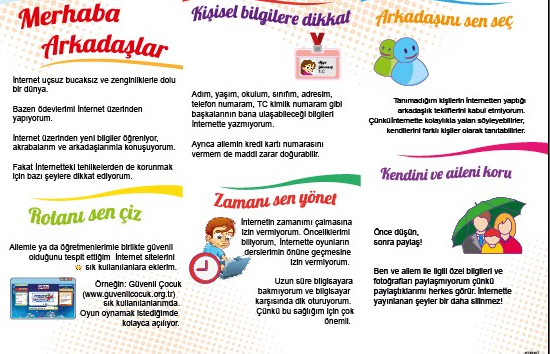 Merhaba
Arkadaşlar
İnternet uçsuz bucaksız ve zenginliklerle dolu
bir dünya.
Bazen ödevlerimi İnternet üzerinden
yapıyorum.
İnternet üzerinden yeni bilgiler öğreniyor,
akrabalarım ve arkadaşlarımla konuşuyorum.
Fakat İnternetteki tehlikelerden de korunmak
için bazı şeylere dikkat ediyorum.
Rotanı sen çiz
Ailemle ya da öğretmenlerimle birlikte güvenli
olduğunu tespit ettiğim İnternet sitelerini
sık kullanılanlara eklerim.
Örneğin: Güvenli Çocuk
(www.guvenlicocuk.org.tr)
sık kullanılanlarımda.
Oyun oynamak istediğimde
kolayca açılıyor.
Kişisel bilgilere dikkat
T.C
Adım, yaşım, okulum, sınıfım, adresim,
telefon numaram, TC kimlik numaram gibi
başkalarının bana ulaşabileceği bilgileri
İnternette yazmıyorum.
Ayrıca ailemin kredi kartı numarasını
vermem de maddi zarar doğurabilir.
Zamanı sen yönet
İnternetin zamanımı çalmasına
izin vermiyorum. Önceliklerimi
biliyorum, İnternette oyunların
derslerimin önüne geçmesine
izin vermiyorum.
Uzun süre bilgisayara
bakmıyorum ve bilgisayar
karşısında dik oturuyorum.
Çünkü bu sağlığım için çok
önemli.
Arkadaşını sen seç
Tanımadığım kişilerin İnternetten yaptığı
arkadaşlık tekliflerini kabul etmiyorum.
Çünkü İnternette kolaylıkla yalan söyleyebilirler,
kendilerini farklı kişiler olarak tanıtabilirler.
Kendini ve aileni koru
Önce düşün,
sonra paylaş!
Ben ve ailem ile ilgili özel bilgileri ve
fotoğrafları paylaşmıyorum çünkü
paylaştıklarımı herkes görür. İnternette
yayınlanan şeyler bir daha silinmez!